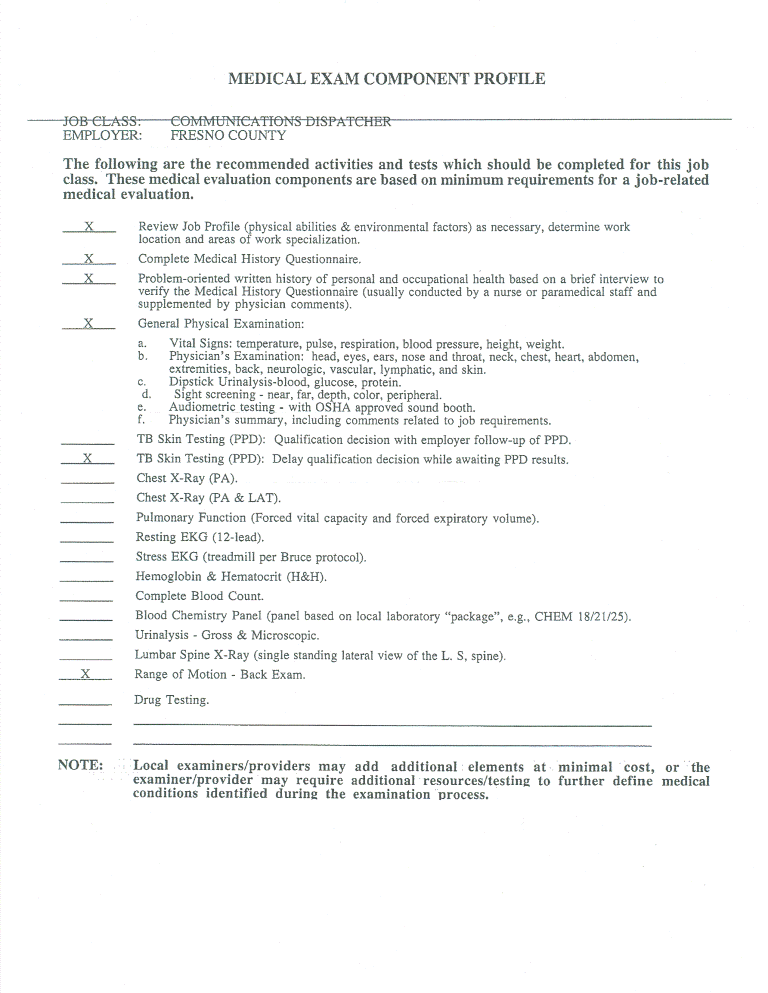 MEDICAL EXAM COMPONENT PROFILE
JOB CLASS: COMMUNICATIONS DISPATCHER
EMPLOYER: FRESNO COUNTY
The following are the recommended activities and tests which should be completed for this job
class. These medical evaluation components are based on minimum requirements for a job-related
medical evaluation.
X Review Job Profile (physical abilities & environmental factors) as necessary, determine work
location and areas of work specialization.
X Complete Medical History Questionnaire.
X Problem-oriented written history of personal and occupational health based on a brief interview to
verify the Medical History Questionnaire (usually conducted by a nurse or paramedical staff and
supplemented by physician comments).
X General Physical Examination:
a. Vital Signs: temperature, pulse, respiration, blood pressure, height, weight.
b. Physician's Examination: head, eyes, ears, nose and throat, neck, chest, heart, abdomen,
extremities, back, neurologic, vascular, lymphatic, and skin.
c. Dipstick Urinalysis-blood, glucose, protein.
d. Sight screening - near, far, depth, color, peripheral.
e. Audiometric testing - with OSHA approved sound booth.
f. Physician's summary, including comments related to job requirements.
TB Skin Testing (PPD): Qualification decision with employer follow-up of PPD.
X TB Skin Testing (PPD): Delay qualification decision while awaiting PPD results.
Chest X-Ray (PA).
Chest X-Ray (PA & LAT).
Pulmonary Function (Forced vital capacity and forced expiratory volume).
Resting EKG (12-lead).
Stress EKG (treadmill per Bruce protocol).
Hemoglobin & Hematocrit (H&H).
Complete Blood Count.
Blood Chemistry Panel (panel based on local laboratory "package", e.g., CHEM 18/21/25).
Urinalysis - Gross & Microscopic.
Lumbar Spine X-Ray (single standing lateral view of the L. S, spine).
X Range of Motion - Back Exam.
Drug Testing.
NOTE: Local examiners/providers may add additional elements at minimal cost, or the
examiner/provider may require additional resources/testing to further define medical
conditions identified during the examination process.